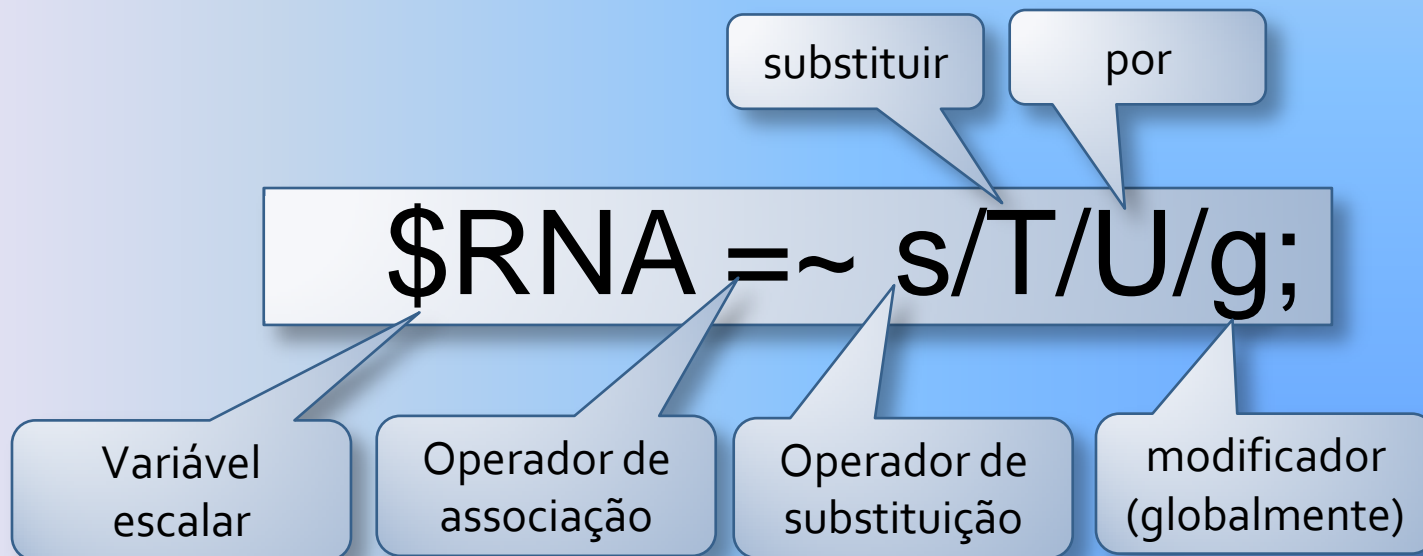 substituir
por
$RNA =~ s/T/U/g;
Variável
escalar
Operador de
associação
Operador de
substituição
modificador
(globalmente)